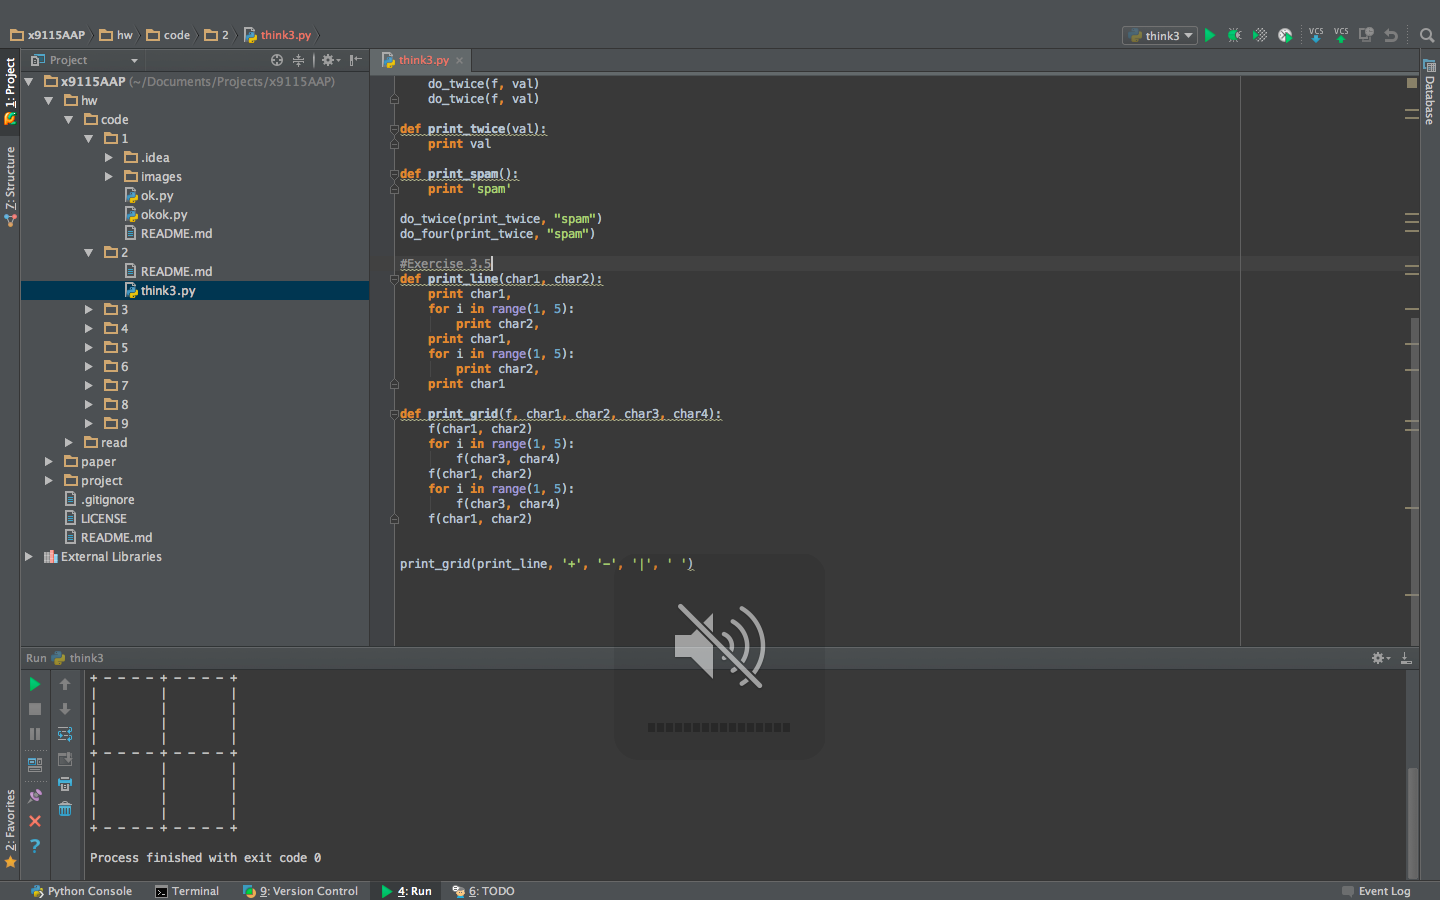 x9115AAP hw code 2 think3.py
think3
VCS VCS
Project
think3.py
1: Project
7: Structure
2: Favorites
Database
x9115AAP (~/Documents/Projects/x9115AAP)
hw
code
1
.idea
images
ok.py
okok.py
README.md
2
README.md
think3.py
3
4
5
6
7
8
9
read
paper
project
.gitignore
LICENSE
README.md
External Libraries
do_twice(f, val)
do_twice(f, val)
def print_twice(val):
print val
def print_spam():
print 'spam'
do_twice(print_twice, "spam")
do_four(print_twice, "spam")
#Exercise 3.5
def print_line(char1, char2):
print char1,
for i in range(1, 5):
print char2,
print char1,
for i in range(1, 5):
print char2,
print char1
def print_grid(f, char1, char2, char3, char4):
f(char1, char2)
for i in range(1, 5):
f(char3, char4)
f(char1, char2)
for i in range(1, 5):
f(char3, char4)
f(char1, char2)
print_grid(print_line, '+', '-', '|', ' ')
Run think3
+ - - - - + - - - - +
|         |         |
|         |         |
|         |         |
|         |         |
+ - - - - + - - - - +
|         |         |
|         |         |
|         |         |
|         |         |
+ - - - - + - - - - +
Process finished with exit code 0
Python Console Terminal 9: Version Control 4: Run 6: TODO Event Log